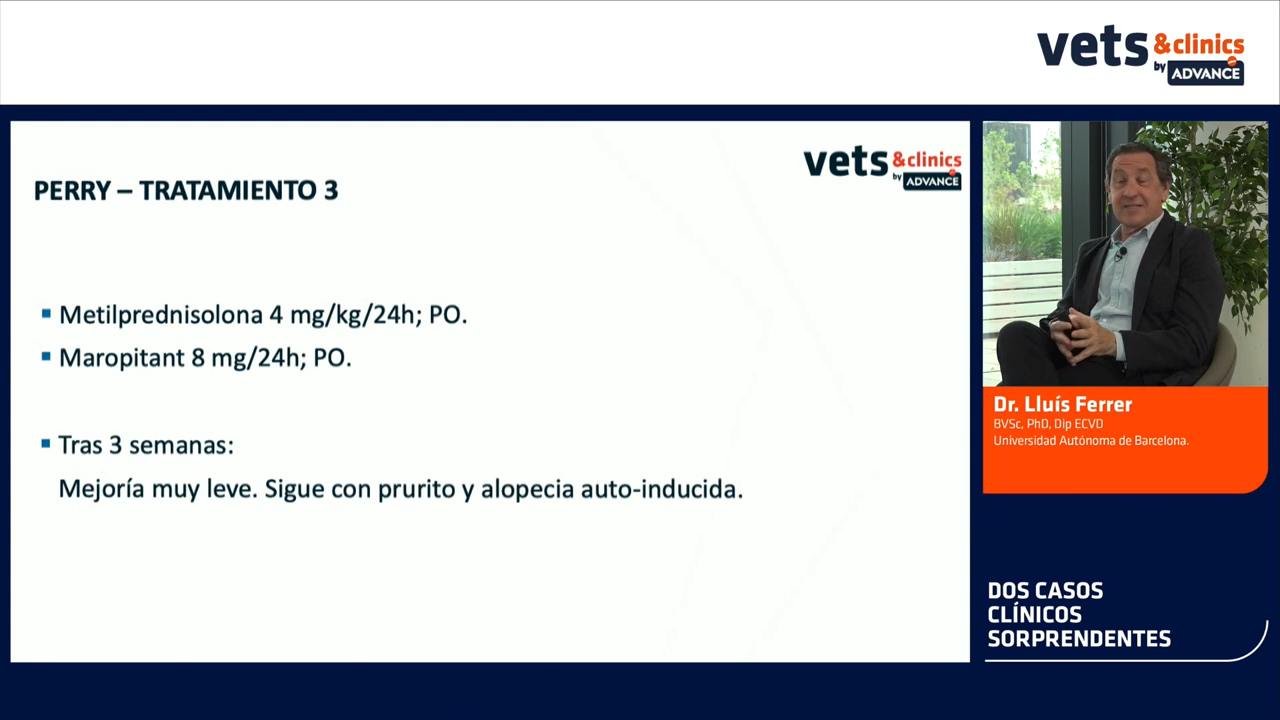 vets &clinics
by ADVANCE
vets &clinics
by ADVANCE
PERRY – TRATAMIENTO 3
Metilprednisolona 4 mg/kg/24h; PO.
Maropitant 8 mg/24h; PO.
Tras 3 semanas:
Mejoría muy leve. Sigue con prurito y alopecia auto-inducida.
Dr. Lluís Ferrer
BVSc, PhD, Dip ECVD
Universidad Autónoma de Barcelona.
DOS CASOS
CLÍNICOS
SORPRENDENTES